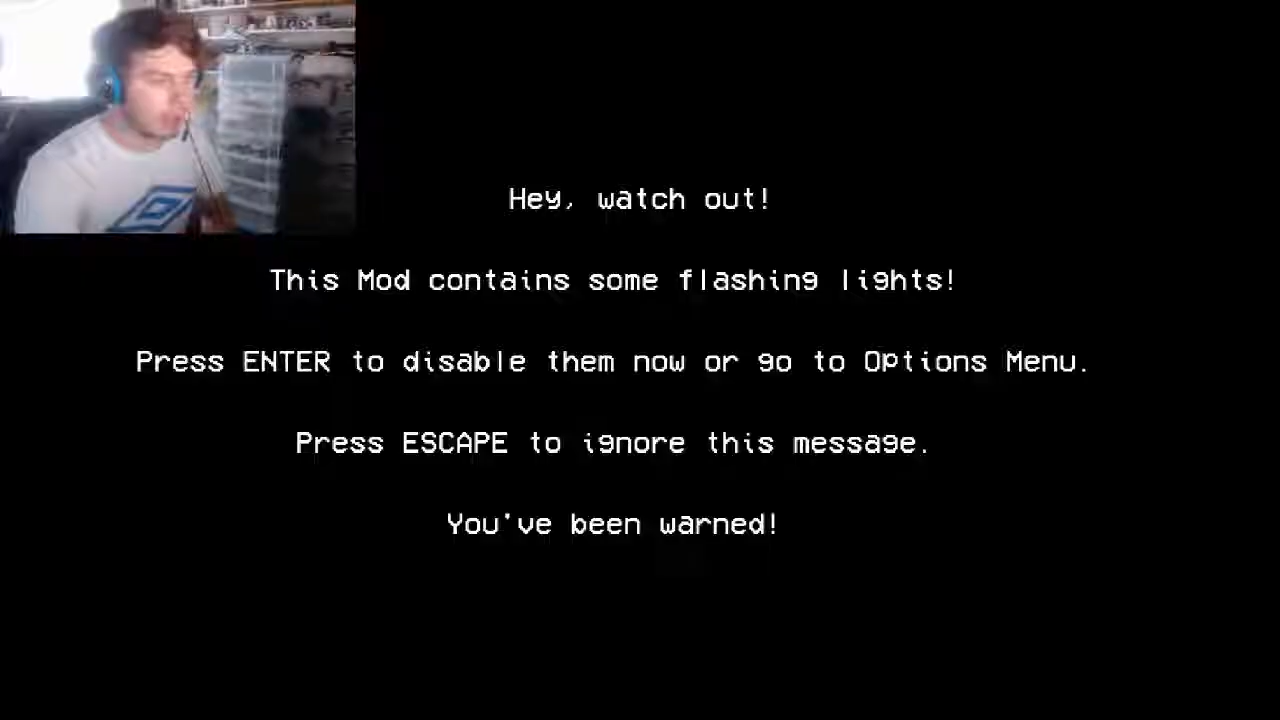 Hey, watch out!
This Mod contains some flashing lights!
Press ENTER to disable them now or go to Options Menu.
Press ESCAPE to ignore this message.
You've been warned!